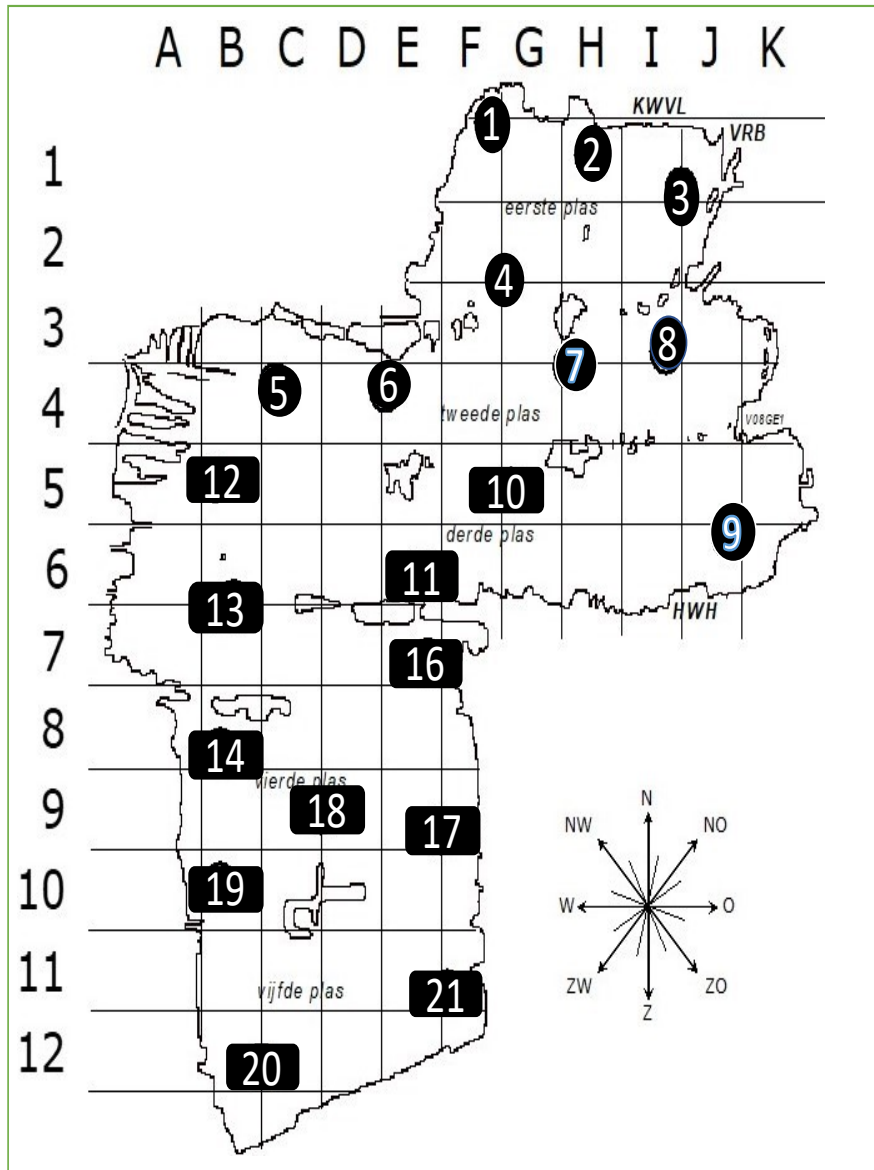 A B C D E F G H I J K
KWVL
1
VRB
2
1
3
eerste plas
2
4
3
8
7
5
6
4
tweede plas
V08GE1
12
5
10
9
derde plas
6
11
13
HWH
7
16
8
14
vierde plas
18
9
17
N
NW NO
19
10
W O
11
vijfde plas
21
ZW ZO
Z
12
20